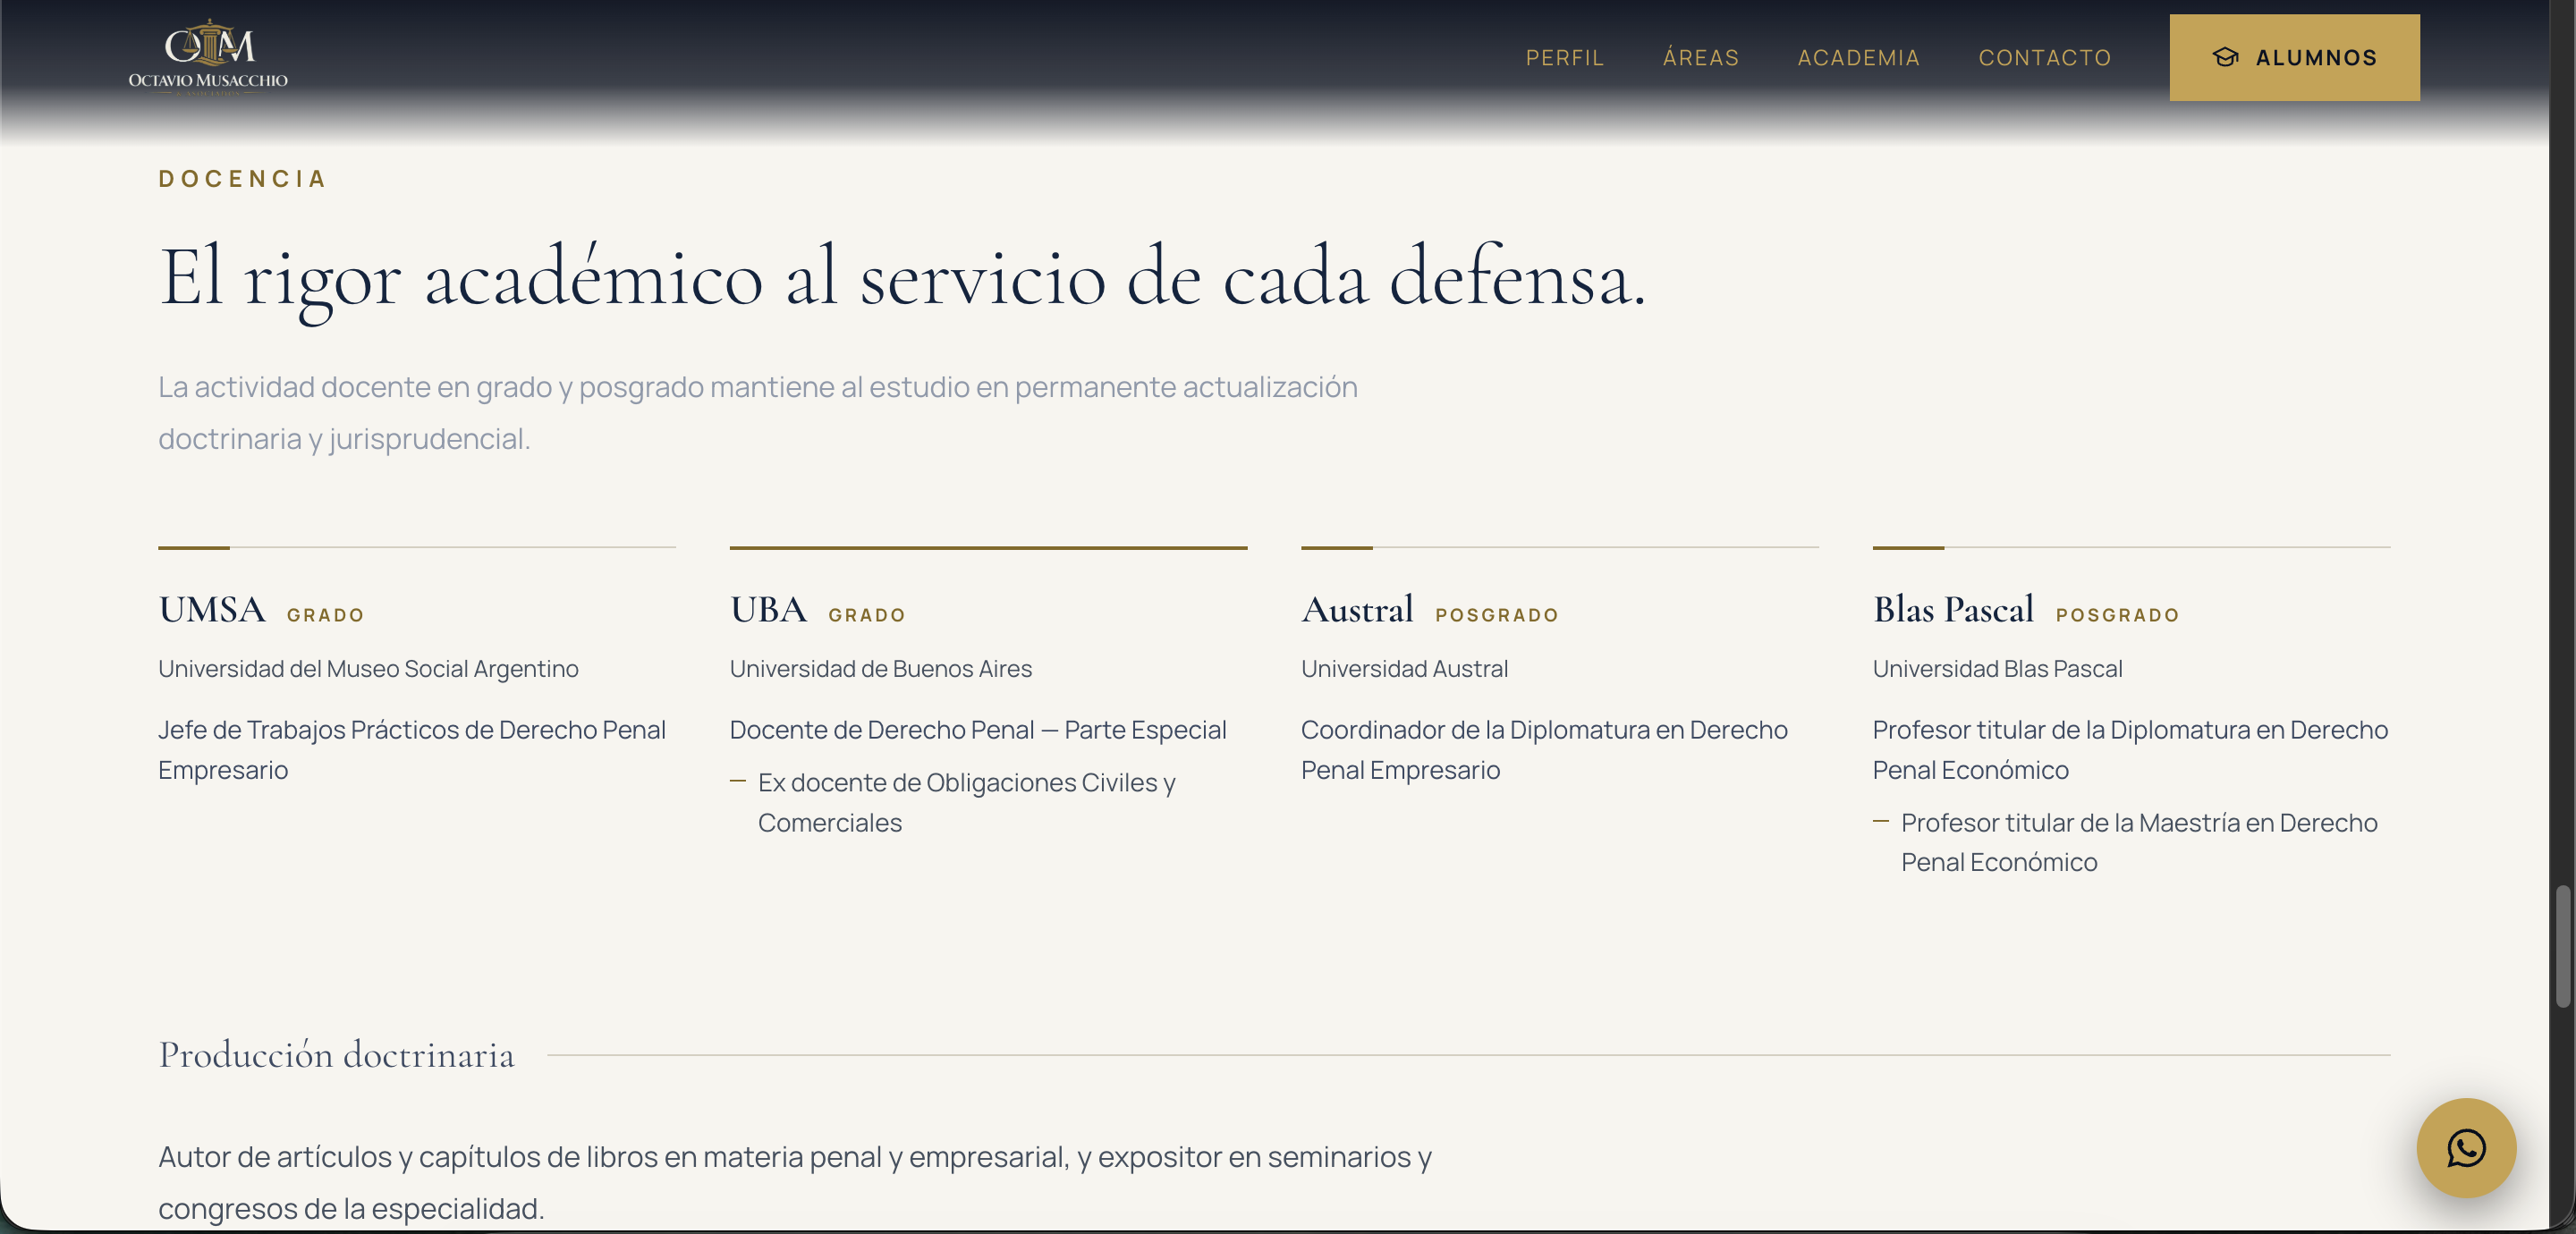 OM
OCTAVIO MUSACCHIO
PERFIL
ÁREAS
ACADEMIA
CONTACTO
ALUMNOS
DOCENCIA
El rigor académico al servicio de cada defensa.
La actividad docente en grado y posgrado mantiene al estudio en permanente actualización
doctrinaria y jurisprudencial.
UMSA GRADO
Universidad del Museo Social Argentino
Jefe de Trabajos Prácticos de Derecho Penal
Empresario
UBA GRADO
Universidad de Buenos Aires
Docente de Derecho Penal — Parte Especial
– Ex docente de Obligaciones Civiles y
Comerciales
Austral POSGRADO
Universidad Austral
Coordinador de la Diplomatura en Derecho
Penal Empresario
Blas Pascal POSGRADO
Universidad Blas Pascal
Profesor titular de la Diplomatura en Derecho
Penal Económico
– Profesor titular de la Maestría en Derecho
Penal Económico
Producción doctrinaria
Autor de artículos y capítulos de libros en materia penal y empresarial, y expositor en seminarios y
congresos de la especialidad.